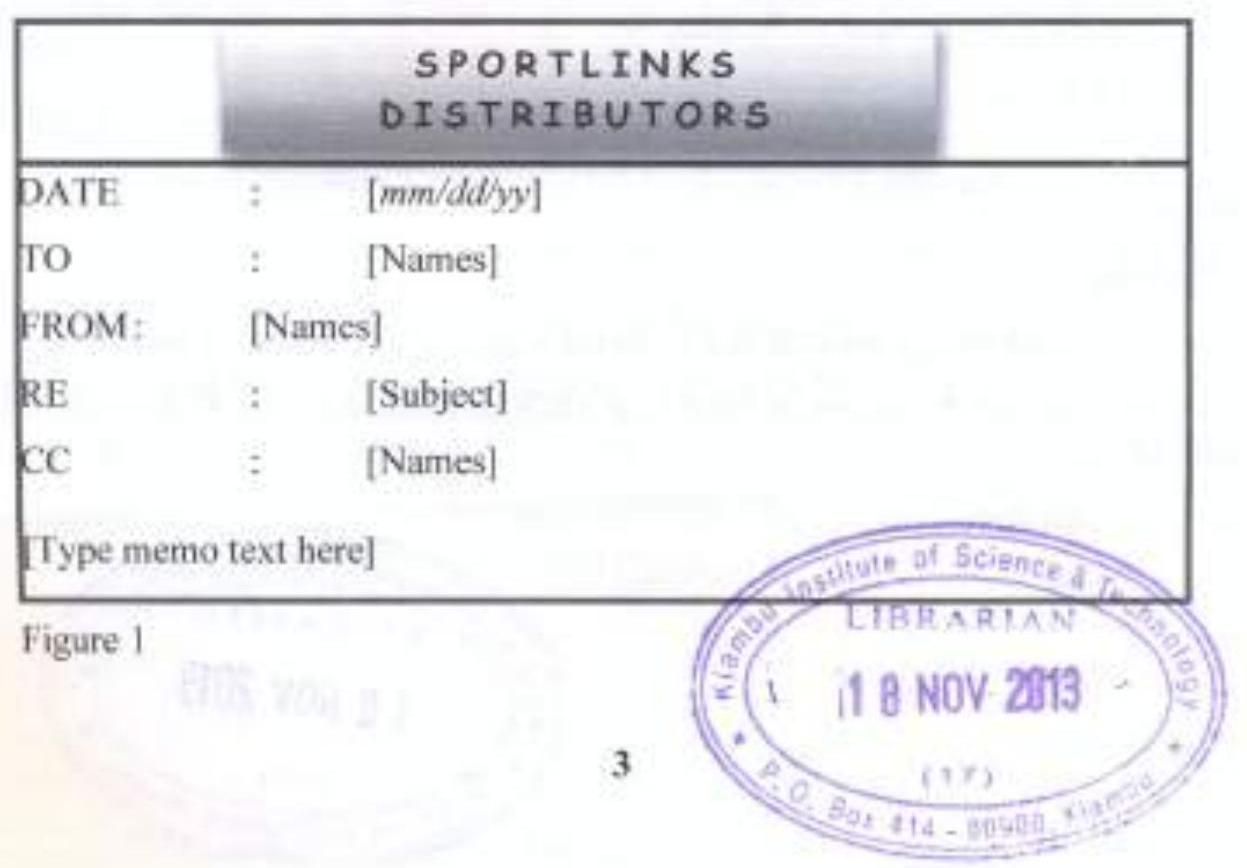 SPORTLINKS
DISTRIBUTORS
DATE : [mm/dd/yy]
TO : [Names]
FROM: [Names]
RE : [Subject]
CC : [Names]
[Type memo text here]
Figure 1
Kiambu Institute of Science & Technology
LIBRARIAN
18 NOV 2013
(17)
P.O. Box 414 - 00900, Kiambu
3